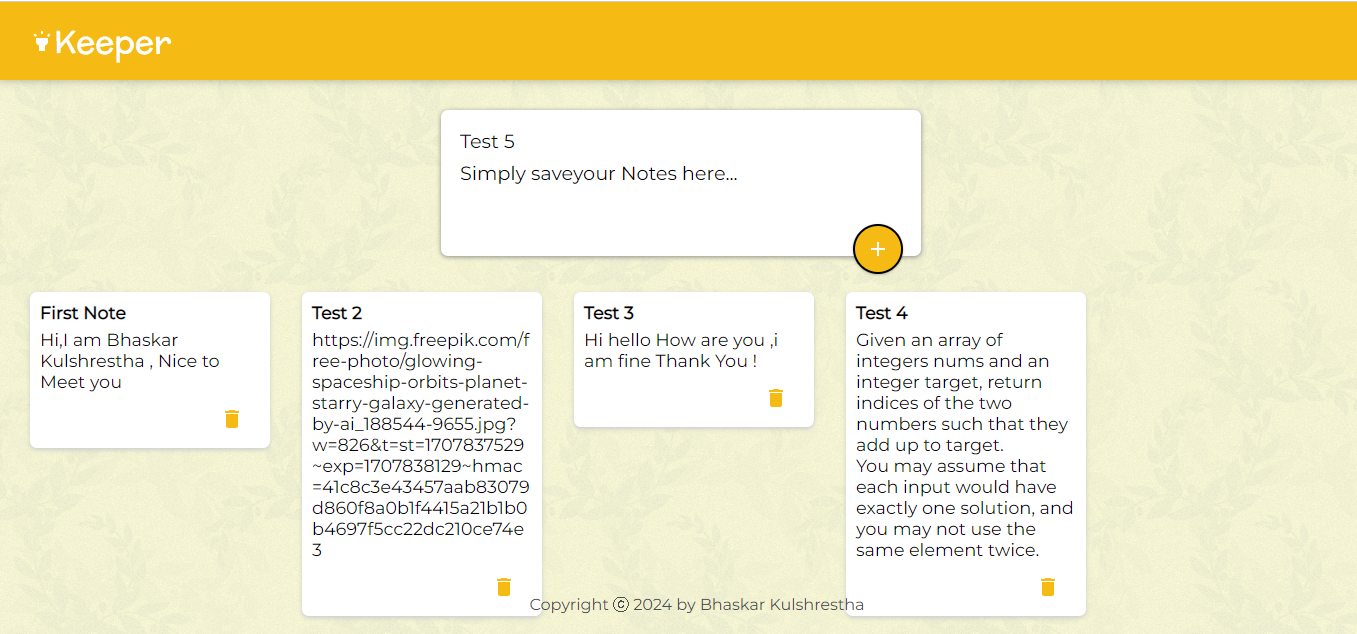 Keeper
Test 5
Simply saveyour Notes here...
First Note
Hi,I am Bhaskar
Kulshrestha , Nice to
Meet you
Test 2
https://img.freepik.com/f
ree-photo/glowing-
spaceship-orbits-planet-
starry-galaxy-generated-
by-ai_188544-9655.jpg?
w=826&t=st=1707837529
~exp=1707838129~hmac
=41c8c3e43457aab83079
d860f8a0b1f4415a21b1b0
b4697f5cc22dc210ce74e
3
Test 3
Hi hello How are you ,i
am fine Thank You !
Test 4
Given an array of
integers nums and an
integer target, return
indices of the two
numbers such that they
add up to target.
You may assume that
each input would have
exactly one solution, and
you may not use the
same element twice.
Copyright ⓒ 2024 by Bhaskar Kulshrestha